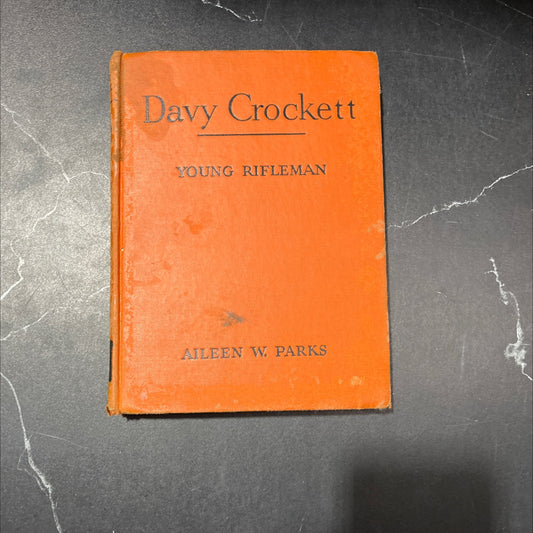 Davy Crockett
YOUNG RIFLEMAN
AILEEN W. PARKS